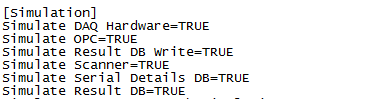 [Simulation]
Simulate DAQ Hardware=TRUE
Simulate OPC=TRUE
Simulate Result DB Write=TRUE
Simulate Scanner=TRUE
Simulate Serial Details DB=TRUE
Simulate Result DB=TRUE